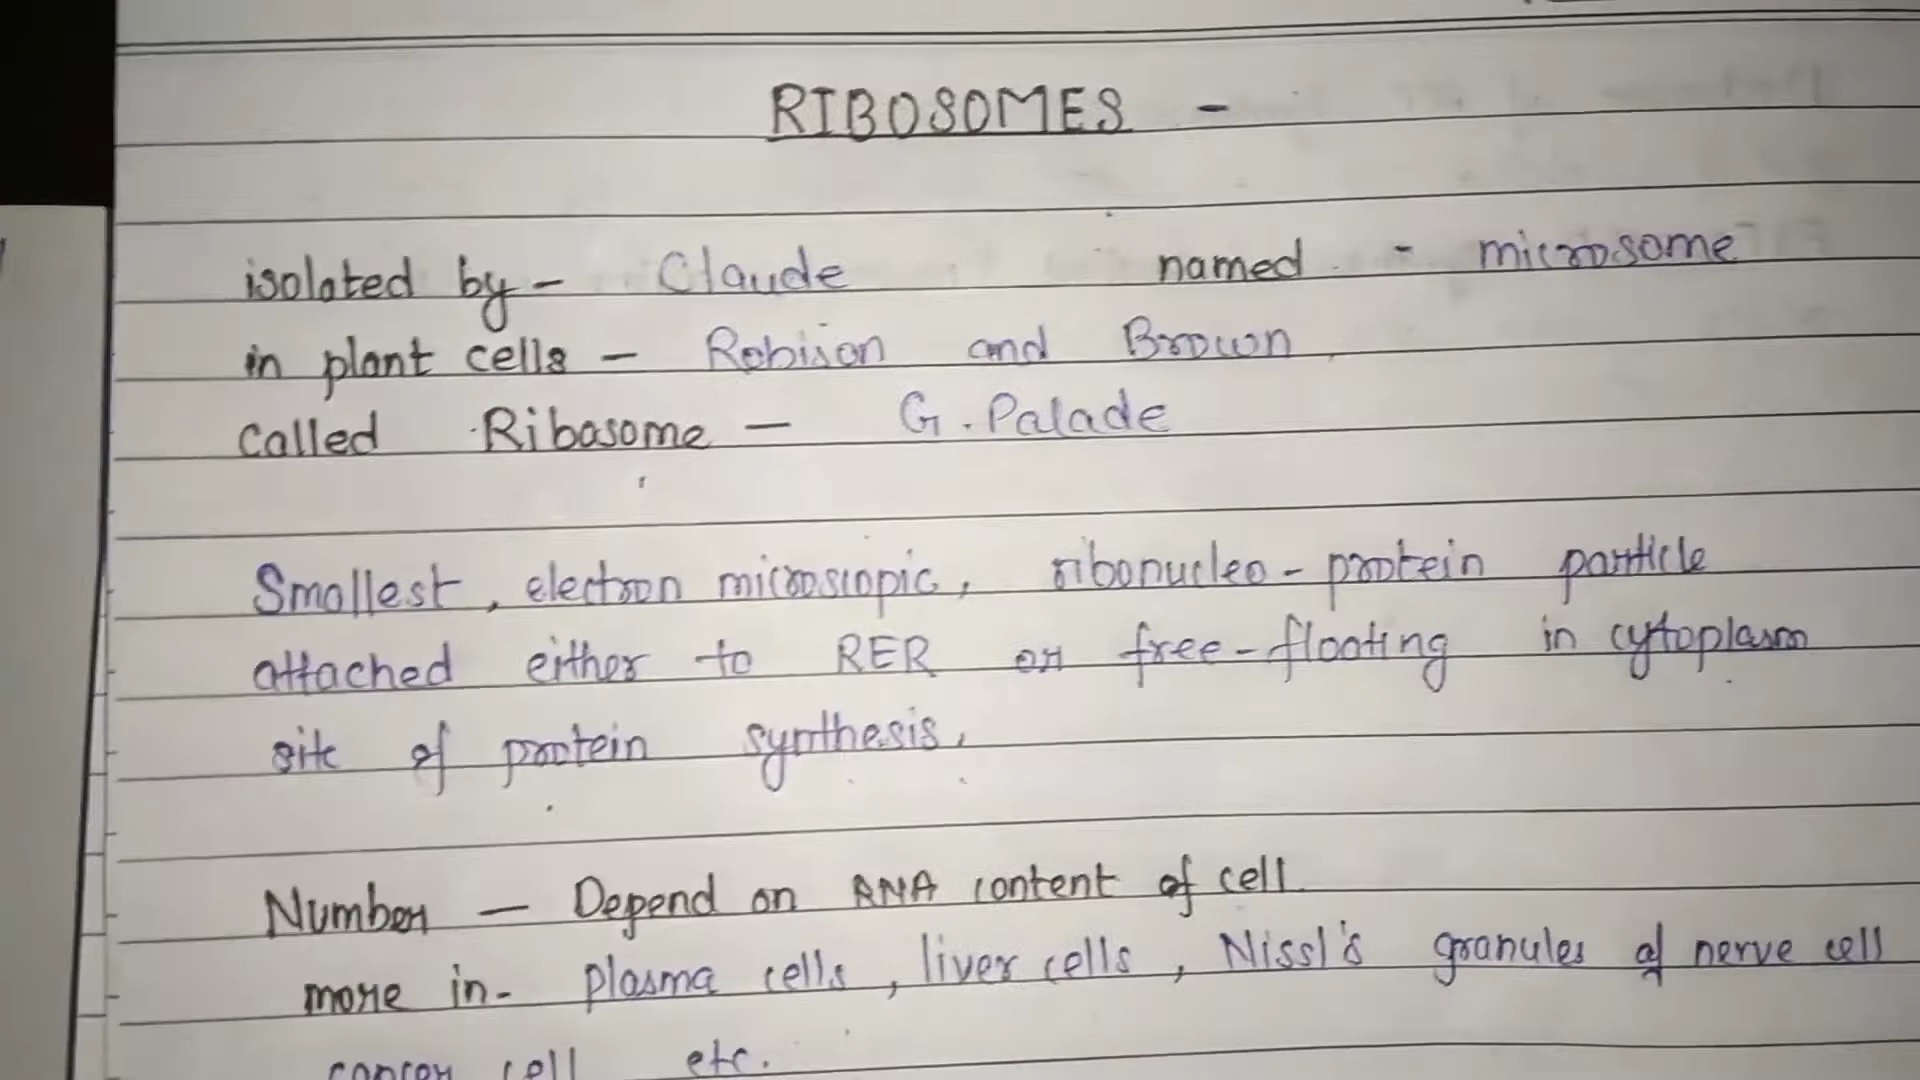 RIBOSOMES -
isolated by - Claude named - microsome
in plant cells - Robison and Brown
called Ribosome - G. Palade
Smallest, electron microscopic, ribonucleo-protein particle
attached either to RER or free-floating in cytoplasm
site of protein synthesis.
Number - Depend on RNA content of cell
more in - plasma cells, liver cells, Nissl's granules of nerve cell
cancer cell etc.